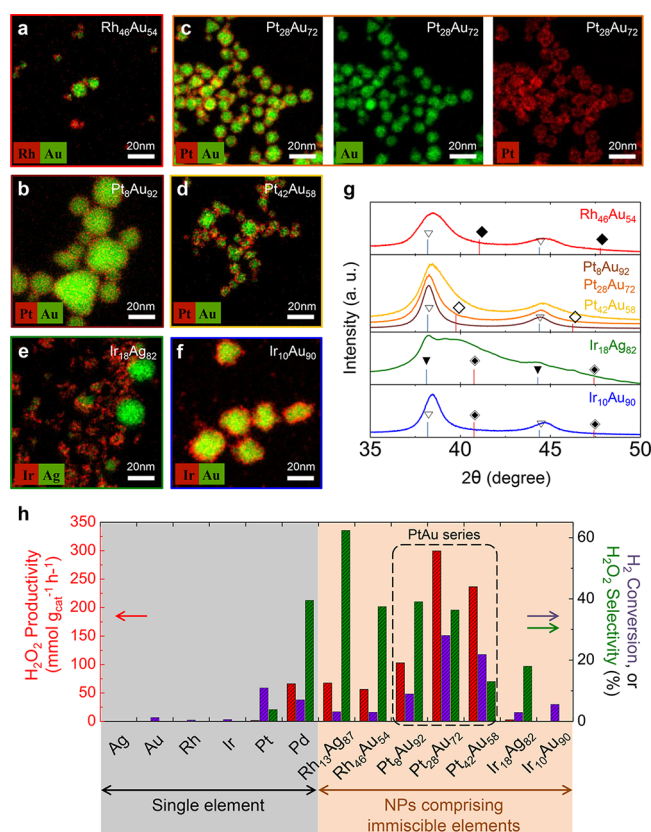 a
Rh46Au54
Rh Au
20nm
c
Pt28Au72
Pt Au
20nm
Pt28Au72
Au
20nm
Pt28Au72
Pt
20nm
b
Pt8Au92
Pt Au
20nm
d
Pt42Au58
Pt Au
20nm
e
Ir18Ag82
Ir Ag
20nm
f
Ir10Au90
Ir Au
20nm
g
Rh46Au54
Pt8Au92
Pt28Au72
Pt42Au58
Ir18Ag82
Ir10Au90
Intensity (a. u.)
35 40 45 50
2θ (degree)
h
PtAu series
350
300
250
200
150
100
50
0
H2O2 Productivity
(mmol gcat-1 h-1)
60
40
20
0
H2 Conversion, or
H2O2 Selectivity (%)
Ag
Au
Rh
Ir
Pt
Pd
Rh13Ag87
Rh46Au54
Pt8Au92
Pt28Au72
Pt42Au58
Ir18Ag82
Ir10Au90
Single element
NPs comprising
immiscible elements